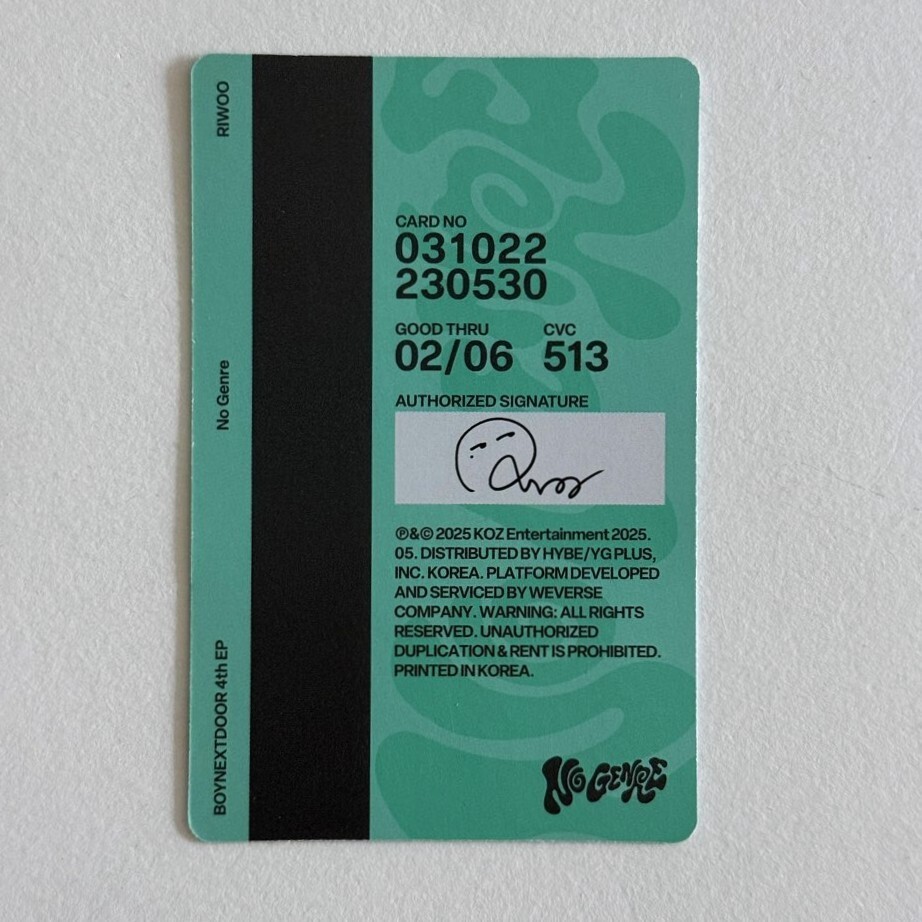 RIWOO
No Genre
BOYNEXTDOOR 4th EP
CARD NO
031022
230530
GOOD THRU CVC
02/06 513
AUTHORIZED SIGNATURE
℗&© 2025 KOZ Entertainment 2025.
05. DISTRIBUTED BY HYBE/YG PLUS,
INC. KOREA. PLATFORM DEVELOPED
AND SERVICED BY WEVERSE
COMPANY. WARNING: ALL RIGHTS
RESERVED. UNAUTHORIZED
DUPLICATION & RENT IS PROHIBITED.
PRINTED IN KOREA.
NO GENRE